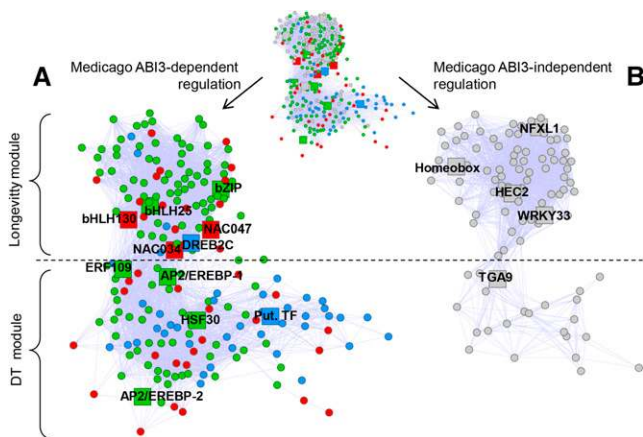 A
Medicago ABI3-dependent
regulation
Medicago ABI3-independent
regulation
B
Longevity module
DT module
bZIP
bHLH25
bHLH130
NAC047
DREB2C
NAC034
ERF109
AP2/EREBP-1
HSF30
Put. TF
AP2/EREBP-2
NFXL1
Homeobox
HEC2
WRKY33
TGA9